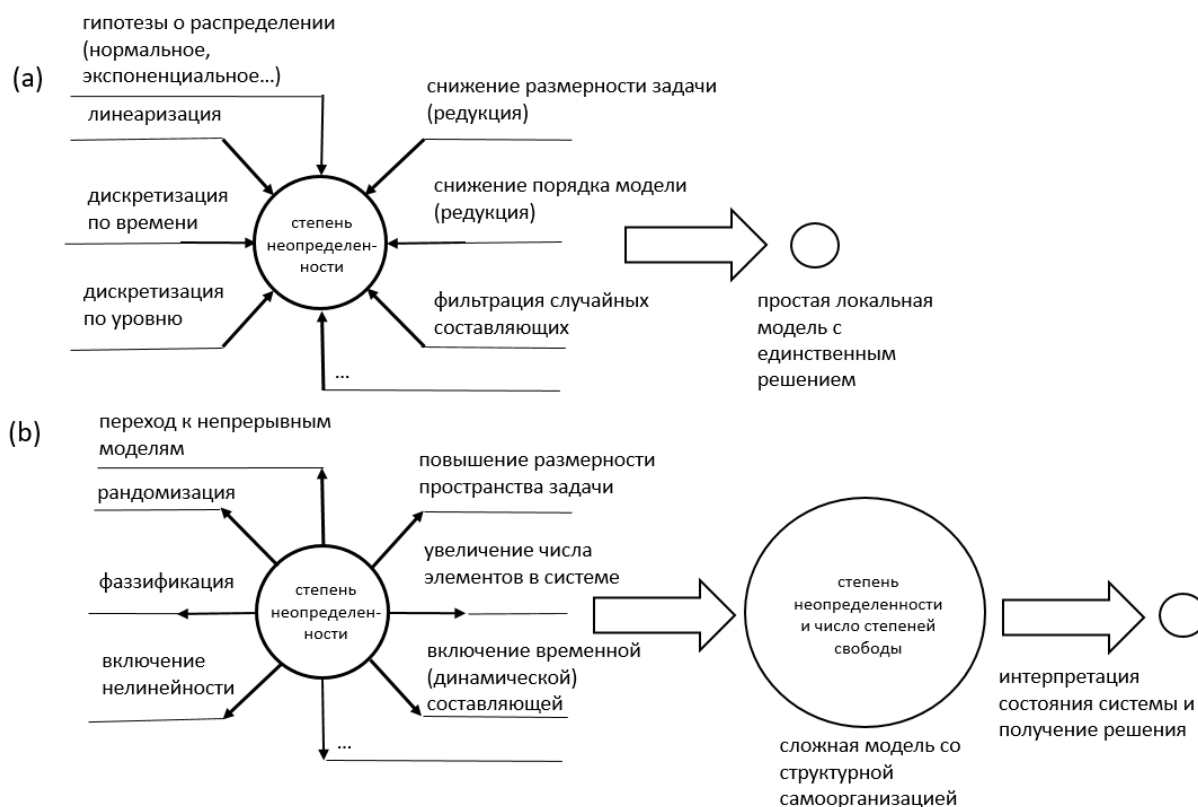 гипотезы о распределении
(нормальное,
экспоненциальное...)
(a)
линеаризация
дискретизация
по времени
дискретизация
по уровню
степень
неопределен-
ности
снижение размерности задачи
(редукция)
снижение порядка модели
(редукция)
фильтрация случайных
составляющих
...
простая локальная
модель с
единственным
решением
(b)
переход к непрерывным
моделям
рандомизация
фаззификация
включение
нелинейности
степень
неопределен-
ности
повышение размерности
пространства задачи
увеличение числа
элементов в системе
включение временной
(динамической)
составляющей
...
степень
неопределенности
и число степеней
свободы
сложная модель со
структурной
самоорганизацией
интерпретация
состояния системы и
получение решения